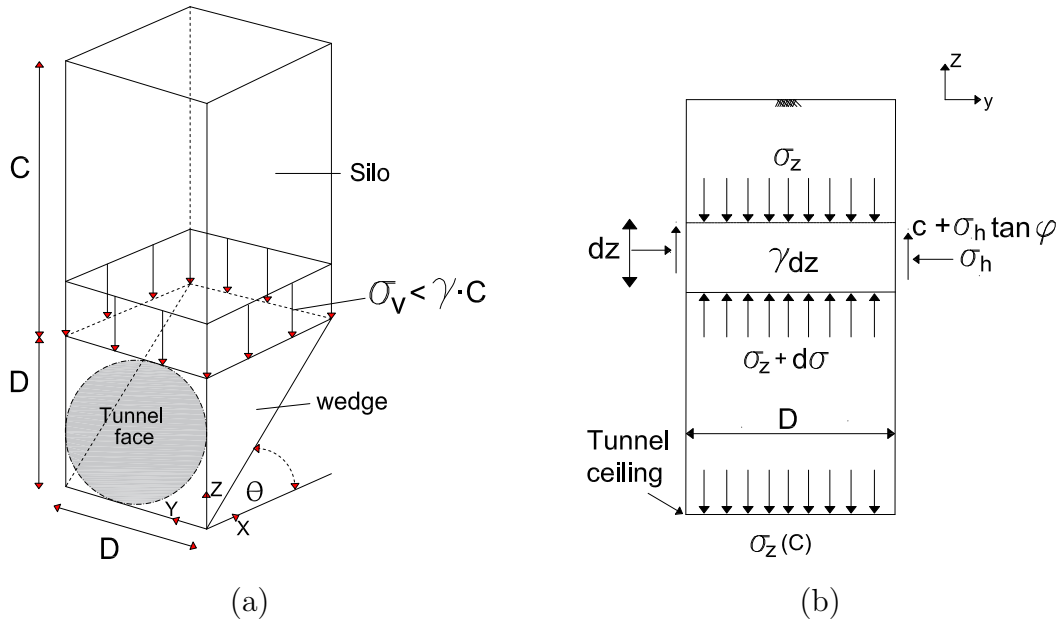 C
Silo
σv < γ·C
D
Tunnel
face
wedge
Z
θ
Y
X
D
(a)
z
y
σz
dz
γdz
c + σh tan φ
σh
σz + dσ
D
Tunnel
ceiling
σz(C)
(b)